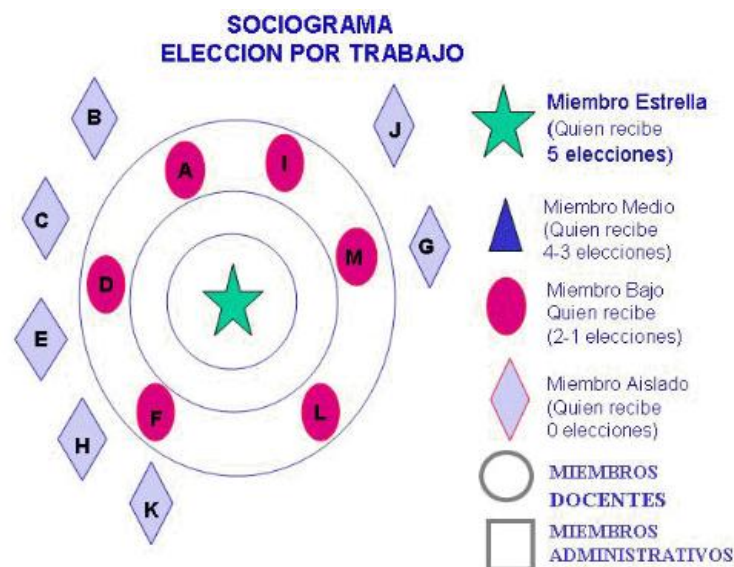 SOCIOGRAMA
ELECCION POR TRABAJO
B
J
A
I
C
G
M
D
E
F
L
H
K
Miembro Estrella
(Quien recibe
5 elecciones)
Miembro Medio
(Quien recibe
4-3 elecciones)
Miembro Bajo
Quien recibe
(2-1 elecciones)
Miembro Aislado
(Quien recibe
0 elecciones)
MIEMBROS
DOCENTES
MIEMBROS
ADMINISTRATIVOS